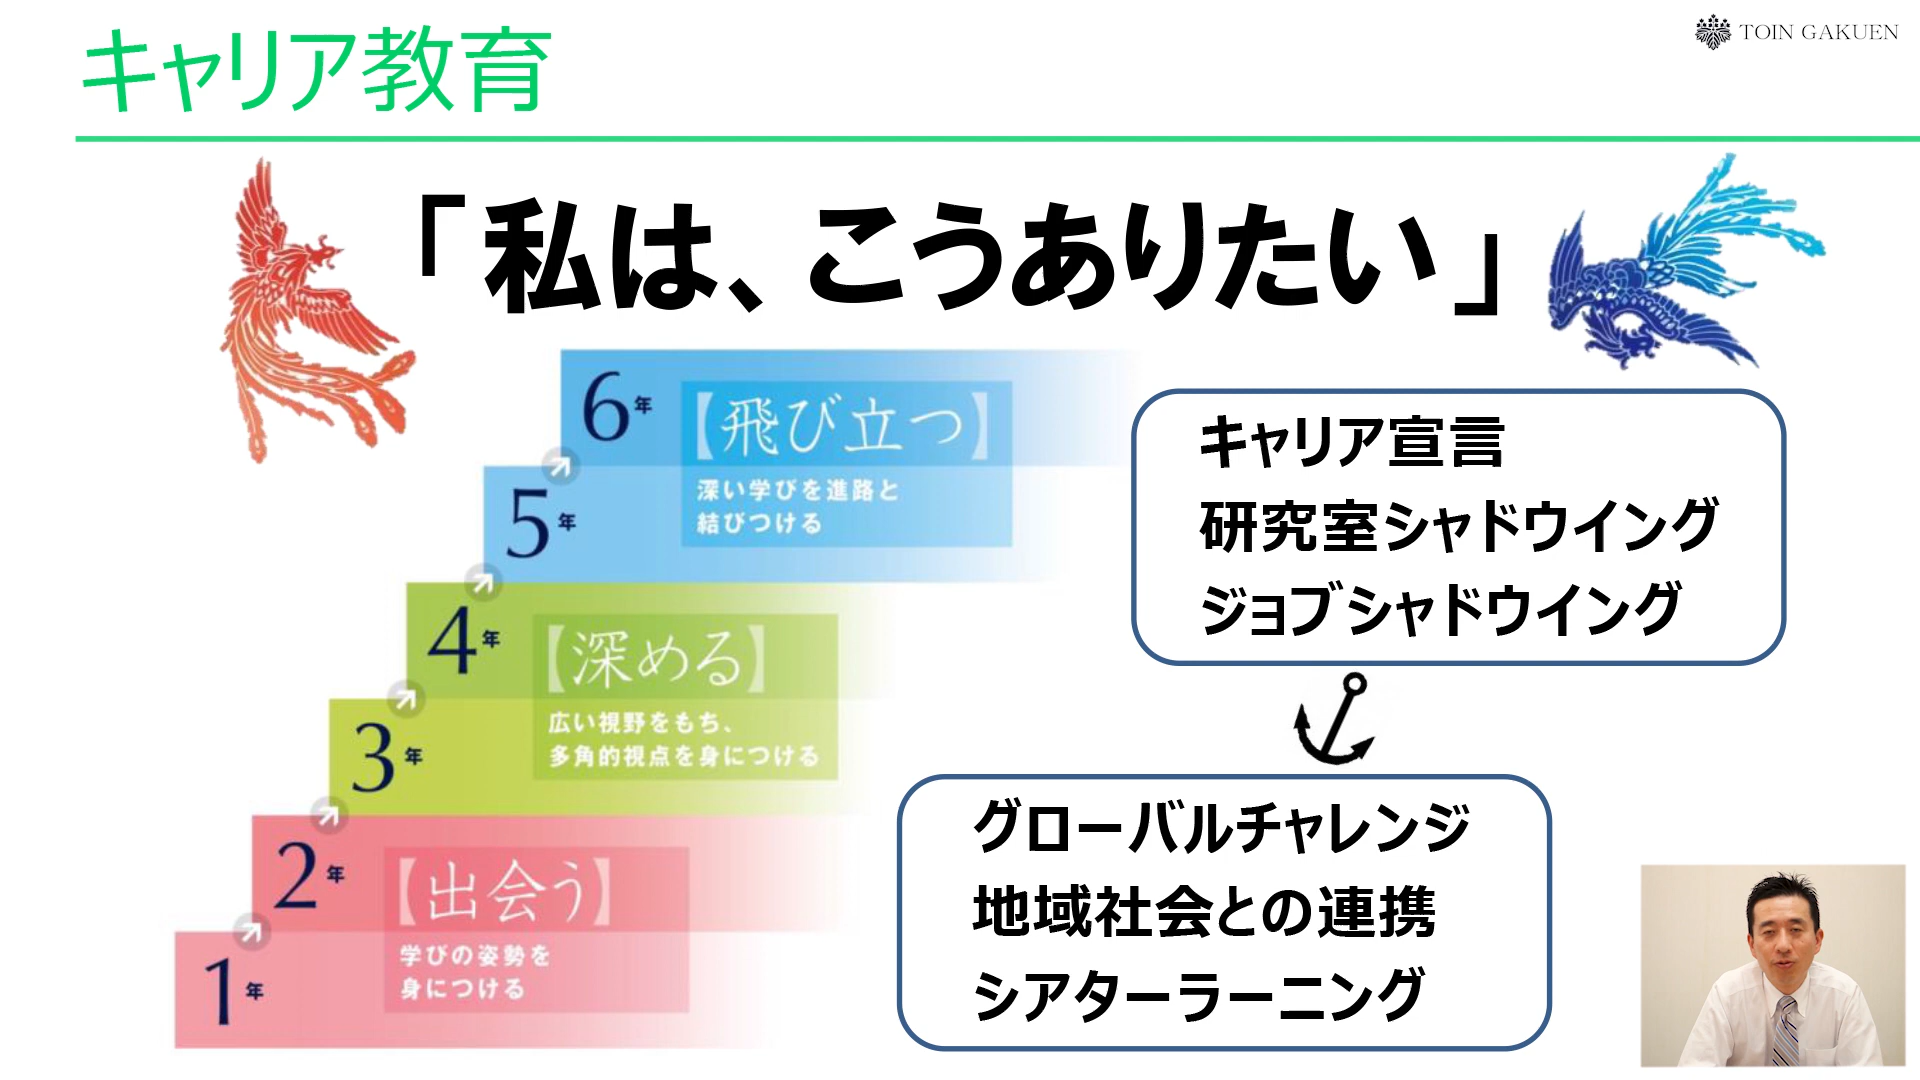 キャリア教育
TOIN GAKUEN
「私は、こうありたい」
6年
【飛び立つ】
深い学びを進路と
結びつける
5年
4年
【深める】
広い視野をもち、
多角的視点を身につける
3年
2年
【出会う】
学びの姿勢を
身につける
1年
キャリア宣言
研究室シャドウイング
ジョブシャドウイング
グローバルチャレンジ
地域社会との連携
シアターラーニング